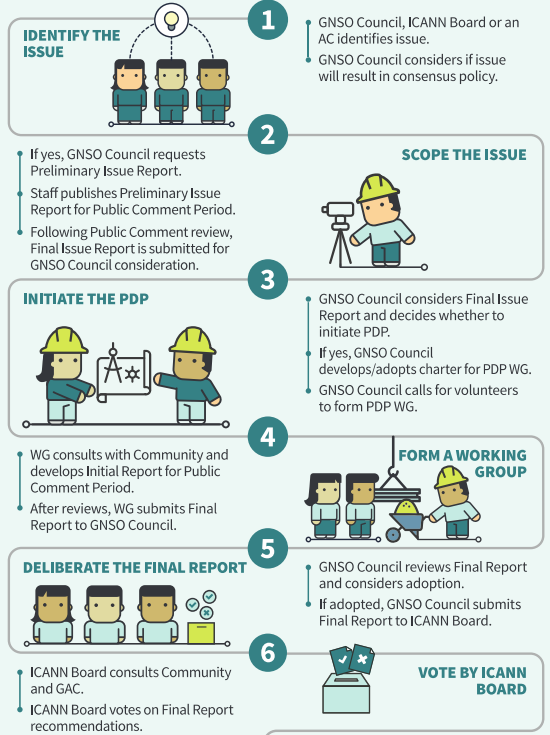 1
IDENTIFY THE
ISSUE
GNSO Council, ICANN Board or an
AC identifies issue.
GNSO Council considers if issue
will result in consensus policy.
2
SCOPE THE ISSUE
If yes, GNSO Council requests
Preliminary Issue Report.
Staff publishes Preliminary Issue
Report for Public Comment Period.
Following Public Comment review,
Final Issue Report is submitted for
GNSO Council consideration.
3
INITIATE THE PDP
GNSO Council considers Final Issue
Report and decides whether to
initiate PDP.
If yes, GNSO Council
develops/adopts charter for PDP WG.
GNSO Council calls for volunteers
to form PDP WG.
4
FORM A WORKING
GROUP
WG consults with Community and
develops Initial Report for Public
Comment Period.
After reviews, WG submits Final
Report to GNSO Council.
5
DELIBERATE THE FINAL REPORT
GNSO Council reviews Final Report
and considers adoption.
If adopted, GNSO Council submits
Final Report to ICANN Board.
6
VOTE BY ICANN
BOARD
ICANN Board consults Community
and GAC.
ICANN Board votes on Final Report
recommendations.